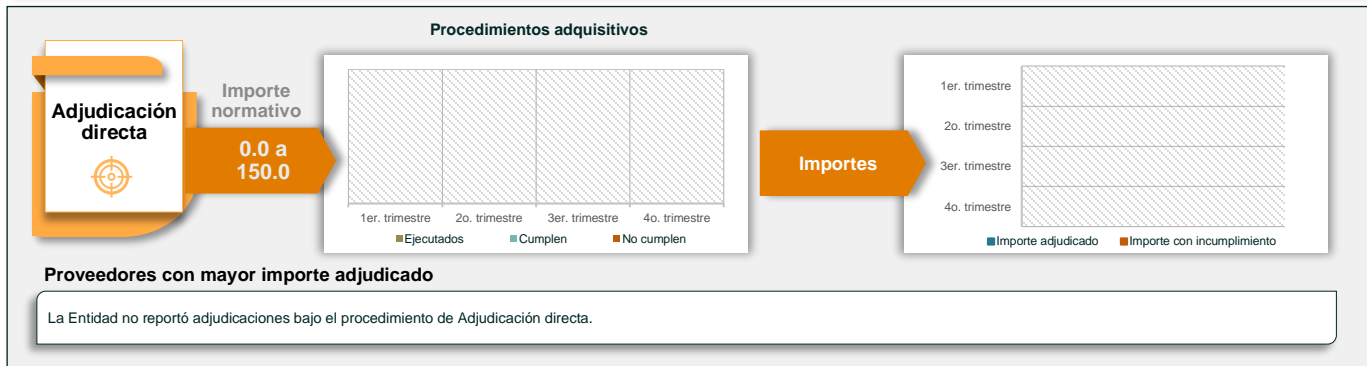 Procedimientos adquisitivos
Adjudicación
directa
Importe
normativo
0.0 a
150.0
1er. trimestre 2o. trimestre 3er. trimestre 4o. trimestre
Ejecutados Cumplen No cumplen
Importes
1er. trimestre
2o. trimestre
3er. trimestre
4o. trimestre
Importe adjudicado Importe con incumplimiento
Proveedores con mayor importe adjudicado
La Entidad no reportó adjudicaciones bajo el procedimiento de Adjudicación directa.